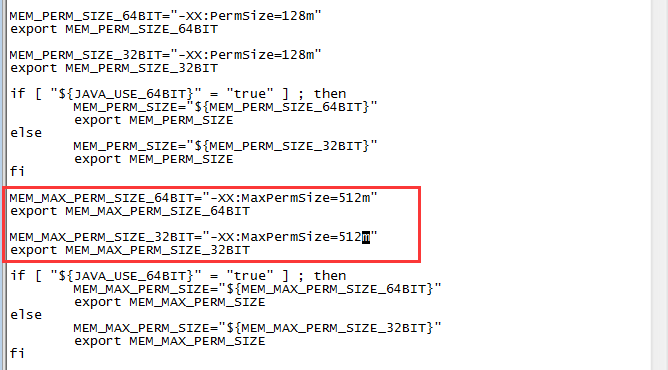 MEM_PERM_SIZE_64BIT="-XX:PermSize=128m"
export MEM_PERM_SIZE_64BIT
MEM_PERM_SIZE_32BIT="-XX:PermSize=128m"
export MEM_PERM_SIZE_32BIT
if [ "${JAVA_USE_64BIT}" = "true" ] ; then
MEM_PERM_SIZE="${MEM_PERM_SIZE_64BIT}"
export MEM_PERM_SIZE
else
MEM_PERM_SIZE="${MEM_PERM_SIZE_32BIT}"
export MEM_PERM_SIZE
fi
MEM_MAX_PERM_SIZE_64BIT="-XX:MaxPermSize=512m"
export MEM_MAX_PERM_SIZE_64BIT
MEM_MAX_PERM_SIZE_32BIT="-XX:MaxPermSize=512m"
export MEM_MAX_PERM_SIZE_32BIT
if [ "${JAVA_USE_64BIT}" = "true" ] ; then
MEM_MAX_PERM_SIZE="${MEM_MAX_PERM_SIZE_64BIT}"
export MEM_MAX_PERM_SIZE
else
MEM_MAX_PERM_SIZE="${MEM_MAX_PERM_SIZE_32BIT}"
export MEM_MAX_PERM_SIZE
fi